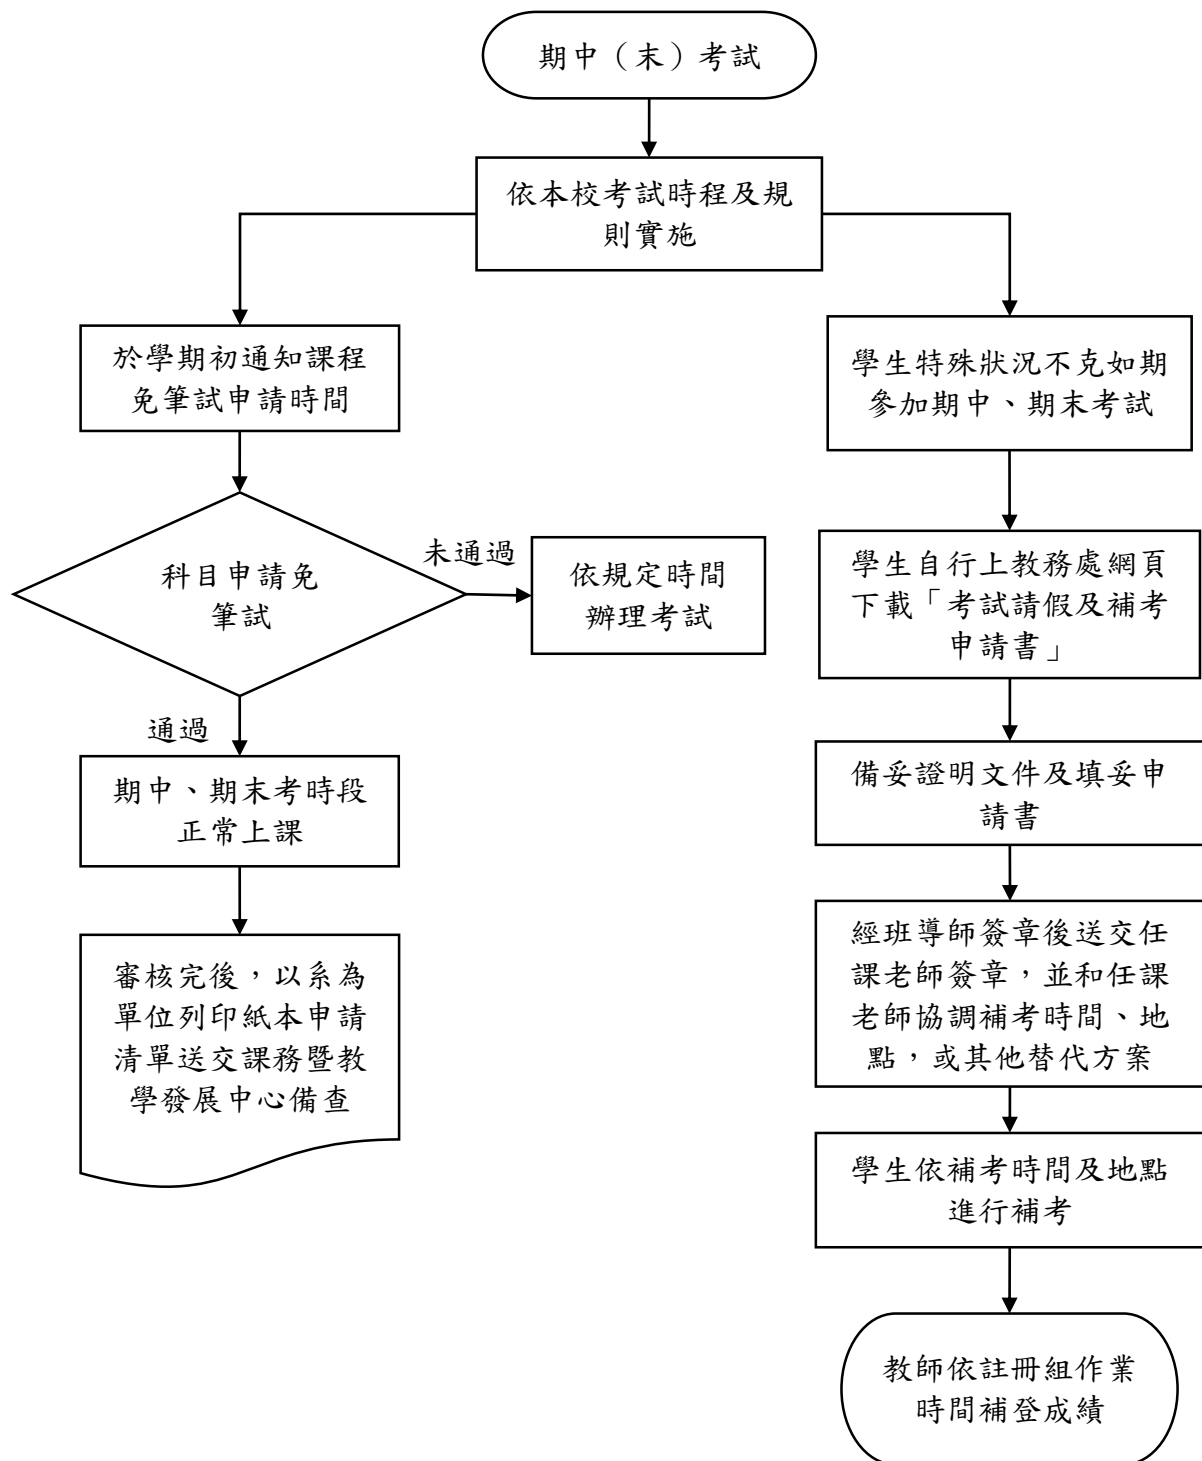 期中（末）考試
依本校考試時程及規
則實施
於學期初通知課程
免筆試申請時間
科目申請免
筆試
未通過
依規定時間
辦理考試
通過
期中、期末考時段
正常上課
審核完後，以系為
單位列印紙本申請
清單送交課務暨教
學發展中心備查
學生特殊狀況不克如期
參加期中、期末考試
學生自行上教務處網頁
下載「考試請假及補考
申請書」
備妥證明文件及填妥申
請書
經班導師簽章後送交任
課老師簽章，並和任課
老師協調補考時間、地
點，或其他替代方案
學生依補考時間及地點
進行補考
教師依註冊組作業
時間補登成績